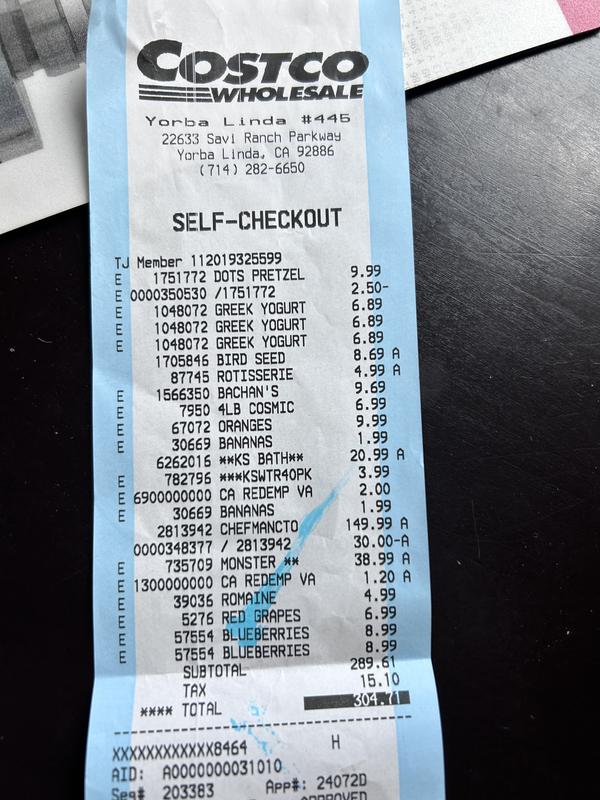 COSTCO
WHOLESALE
Yorba Linda #445
22633 Savi Ranch Parkway
Yorba Linda, CA 92886
(714) 282-6650
SELF-CHECKOUT
TJ Member 112019325599
E 1751772 DOTS PRETZEL 9.99
E 0000350530 /1751772 2.50-
E 1048072 GREEK YOGURT 6.89
E 1048072 GREEK YOGURT 6.89
E 1048072 GREEK YOGURT 6.89
1705846 BIRD SEED 8.69 A
87745 ROTISSERIE 4.99 A
E 1566350 BACHAN'S 9.69
E 7950 4LB COSMIC 6.99
E 67072 ORANGES 9.99
E 30669 BANANAS 1.99
6262016 **KS BATH** 20.99 A
E 782796 ***KSWTR40PK 3.99
E 6900000000 CA REDEMP VA 2.00
E 30669 BANANAS 1.99
2813942 CHEFMANCTO 149.99 A
0000348377 / 2813942 30.00-A
E 735709 MONSTER ** 38.99 A
E 1300000000 CA REDEMP VA 1.20 A
E 39036 ROMAINE 4.99
E 5276 RED GRAPES 6.99
E 57554 BLUEBERRIES 8.99
E 57554 BLUEBERRIES 8.99
SUBTOTAL 289.61
TAX 15.10
**** TOTAL 304.71
XXXXXXXXXXXX8464 H
AID: A0000000031010
Seq# 203383 App#: 24072D
APPROVED